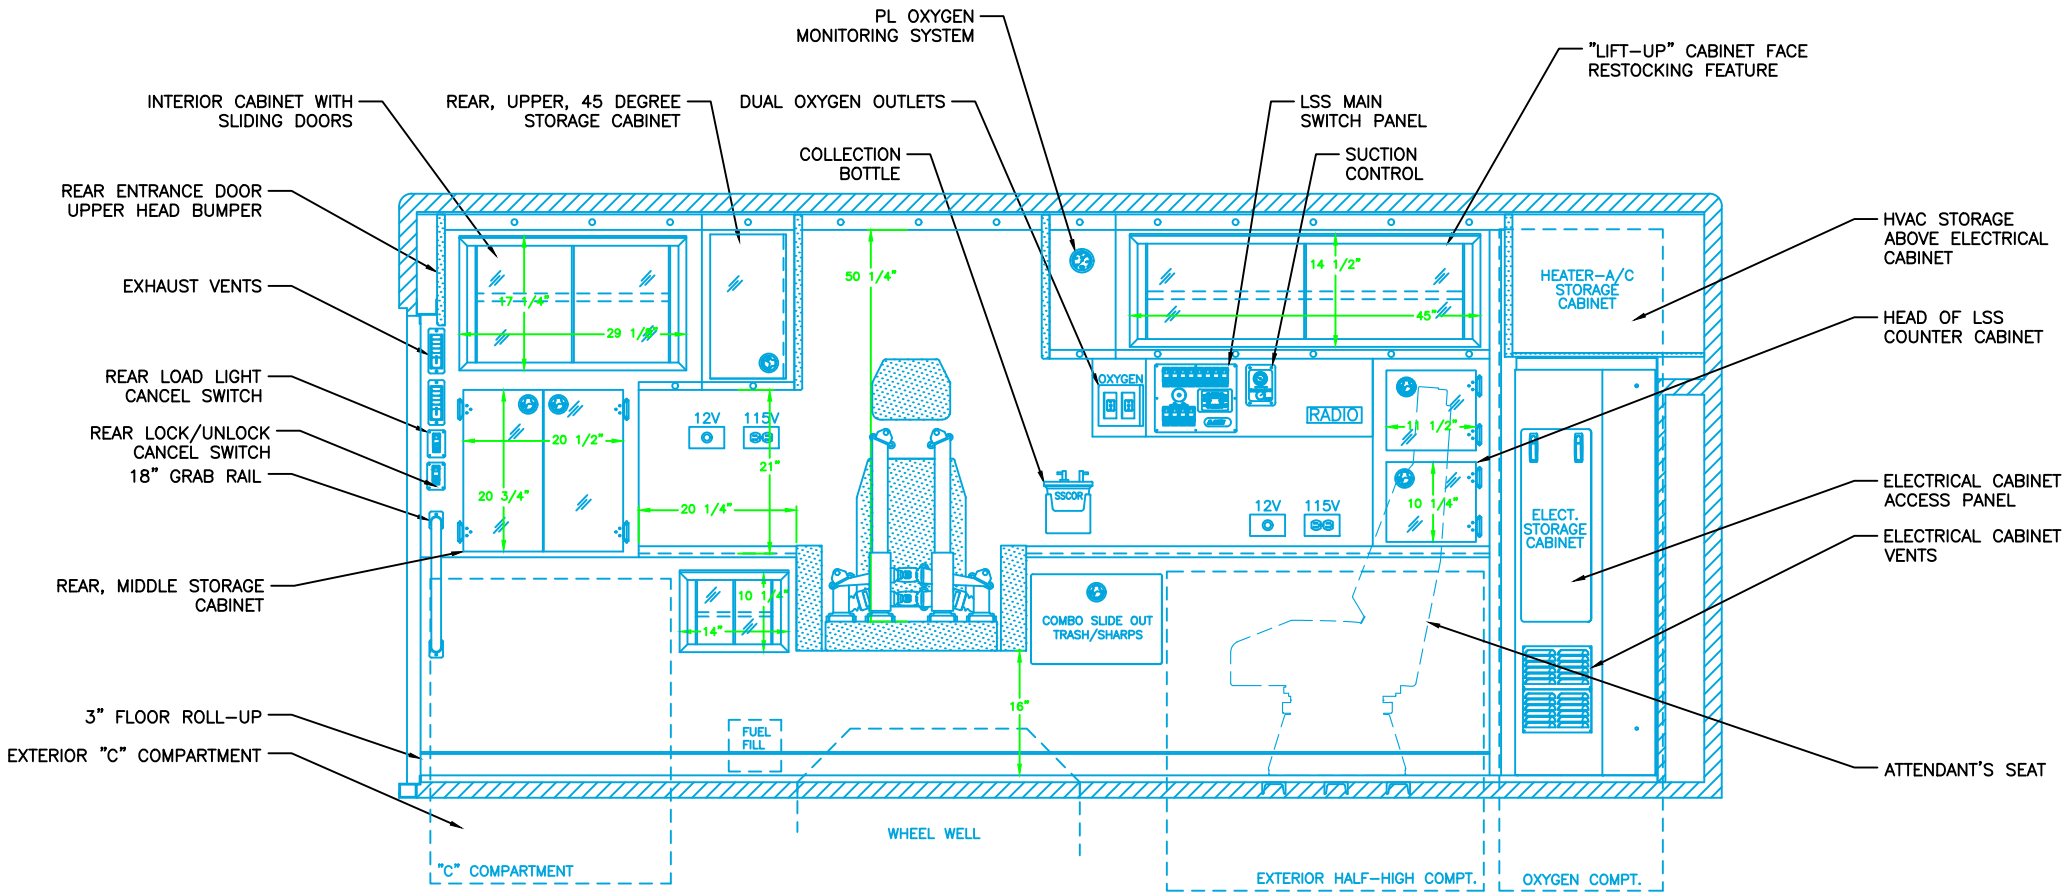 PL OXYGEN
MONITORING SYSTEM
"LIFT-UP" CABINET FACE
RESTOCKING FEATURE
INTERIOR CABINET WITH
SLIDING DOORS
REAR, UPPER, 45 DEGREE
STORAGE CABINET
DUAL OXYGEN OUTLETS
LSS MAIN
SWITCH PANEL
COLLECTION
BOTTLE
SUCTION
CONTROL
REAR ENTRANCE DOOR
UPPER HEAD BUMPER
HVAC STORAGE
ABOVE ELECTRICAL
CABINET
EXHAUST VENTS
HEAD OF LSS
COUNTER CABINET
REAR LOAD LIGHT
CANCEL SWITCH
REAR LOCK/UNLOCK
CANCEL SWITCH
18" GRAB RAIL
ELECTRICAL CABINET
ACCESS PANEL
ELECTRICAL CABINET
VENTS
REAR, MIDDLE STORAGE
CABINET
3" FLOOR ROLL-UP
EXTERIOR "C" COMPARTMENT
ATTENDANT'S SEAT
17 1/4"
50 1/4"
14 1/2"
45"
HEATER-A/C
STORAGE
CABINET
OXYGEN
RADIO
12V
115V
20 1/2"
21"
11 1/2"
20 3/4"
20 1/4"
SSCOR
12V
115V
10 1/4"
ELECT.
STORAGE
CABINET
10 1/4"
14"
COMBO SLIDE OUT
TRASH/SHARPS
16"
FUEL
FILL
WHEEL WELL
"C" COMPARTMENT
EXTERIOR HALF-HIGH COMPT.
OXYGEN COMPT.